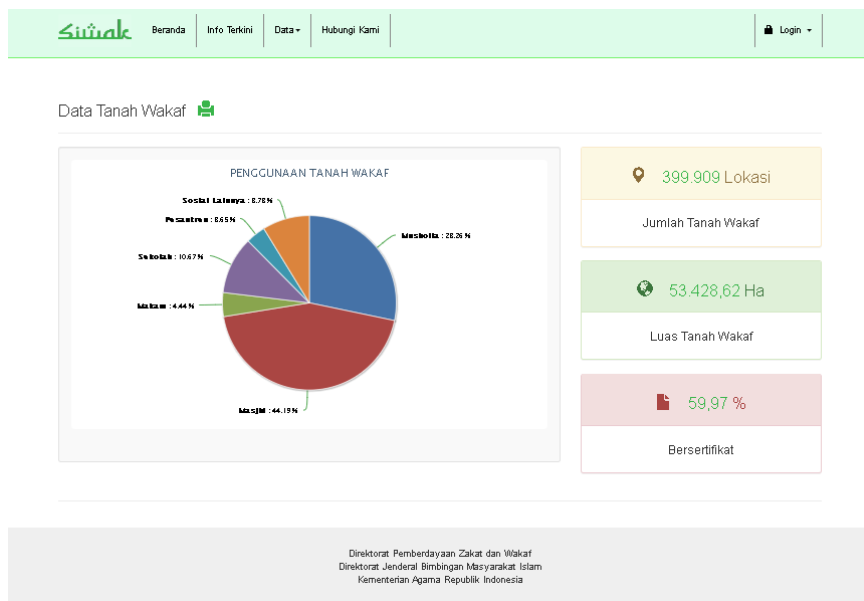 Siwak
Beranda
Info Terkini
Data
Hubungi Kami
Login
Data Tanah Wakaf
PENGGUNAAN TANAH WAKAF
Sosial Lainnya : 8.78%
Pesantren : 3.65%
Musholla : 28.26%
Sekolah : 10.67%
Makam : 4.44%
Masjid : 44.19%
399.909 Lokasi
Jumlah Tanah Wakaf
53.428,62 Ha
Luas Tanah Wakaf
59,97 %
Bersertifikat
Direktorat Pemberdayaan Zakat dan Wakaf
Direktorat Jenderal Bimbingan Masyarakat Islam
Kementerian Agama Republik Indonesia